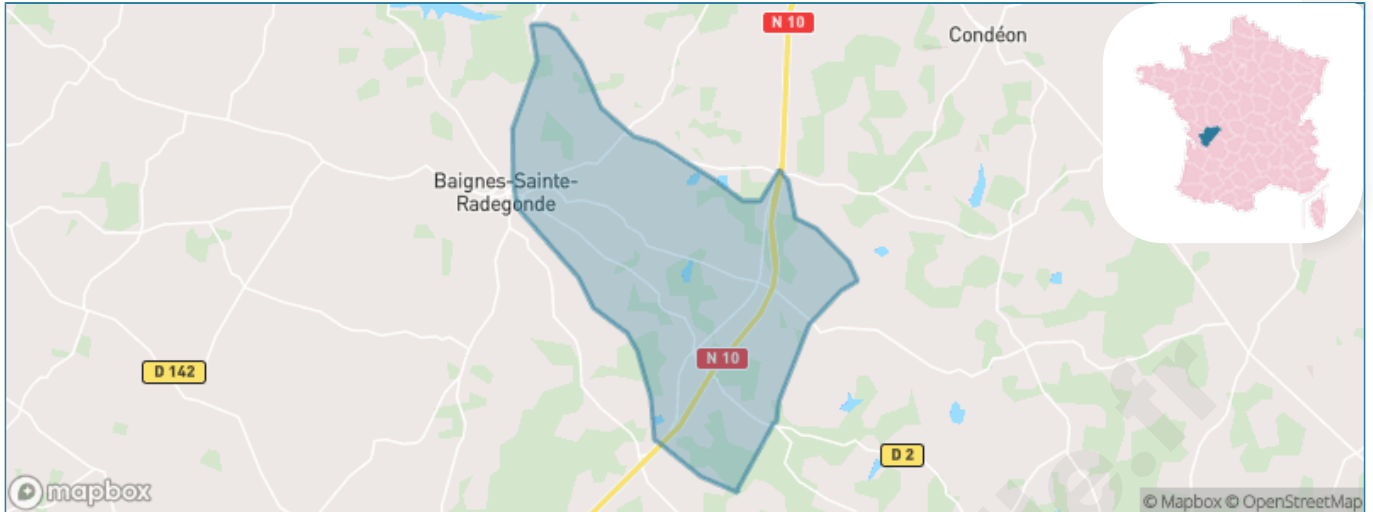 N 10
Condéon
Baignes-Sainte-
Radegonde
N 10
D 142
D 2
mapbox
© Mapbox © OpenStreetMap